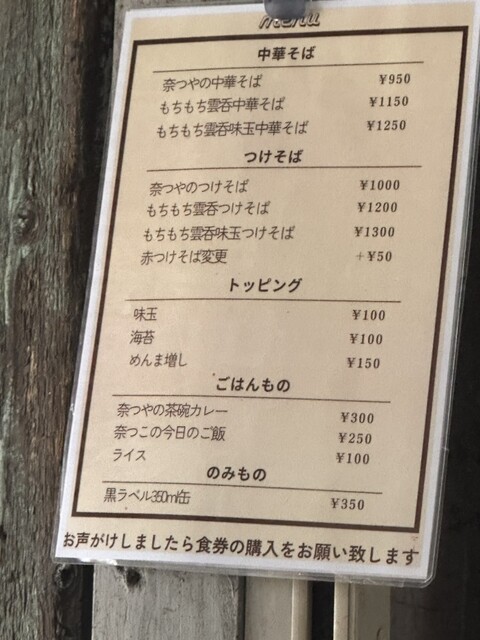 menu
中華そば
奈つやの中華そば ¥950
もちもち雲呑中華そば ¥1150
もちもち雲呑味玉中華そば ¥1250
つけそば
奈つやのつけそば ¥1000
もちもち雲呑つけそば ¥1200
もちもち雲呑味玉つけそば ¥1300
赤つけそば変更 +¥50
トッピング
味玉 ¥100
海苔 ¥100
めんま増し ¥150
ごはんもの
奈つやの茶碗カレー ¥300
奈つこの今日のご飯 ¥250
ライス ¥100
のみもの
黒ラベル350ml缶 ¥350
お声がけしましたら食券の購入をお願い致します